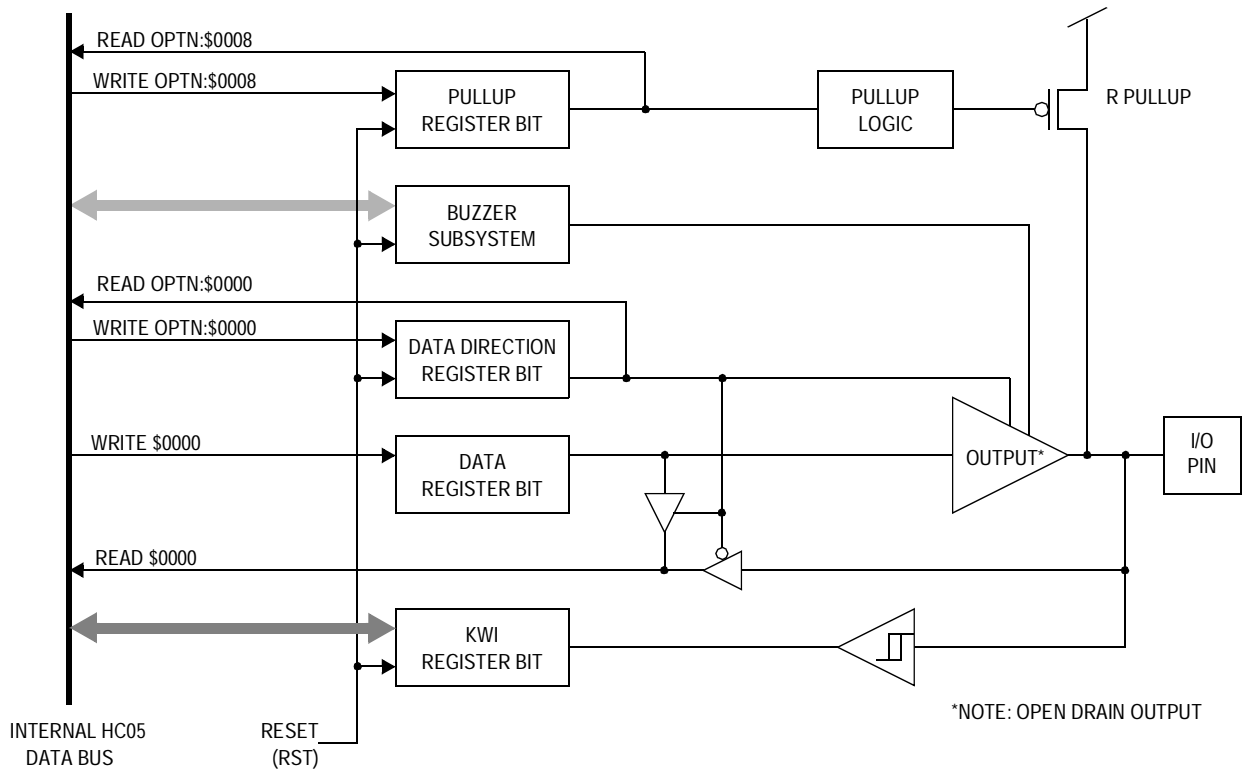 READ OPTN:$0008
WRITE OPTN:$0008
PULLUP
REGISTER BIT
PULLUP
LOGIC
R PULLUP
BUZZER
SUBSYSTEM
READ OPTN:$0000
WRITE OPTN:$0000
DATA DIRECTION
REGISTER BIT
WRITE $0000
DATA
REGISTER BIT
OUTPUT*
I/O
PIN
READ $0000
KWI
REGISTER BIT
*NOTE: OPEN DRAIN OUTPUT
INTERNAL HC05
DATA BUS
RESET
(RST)